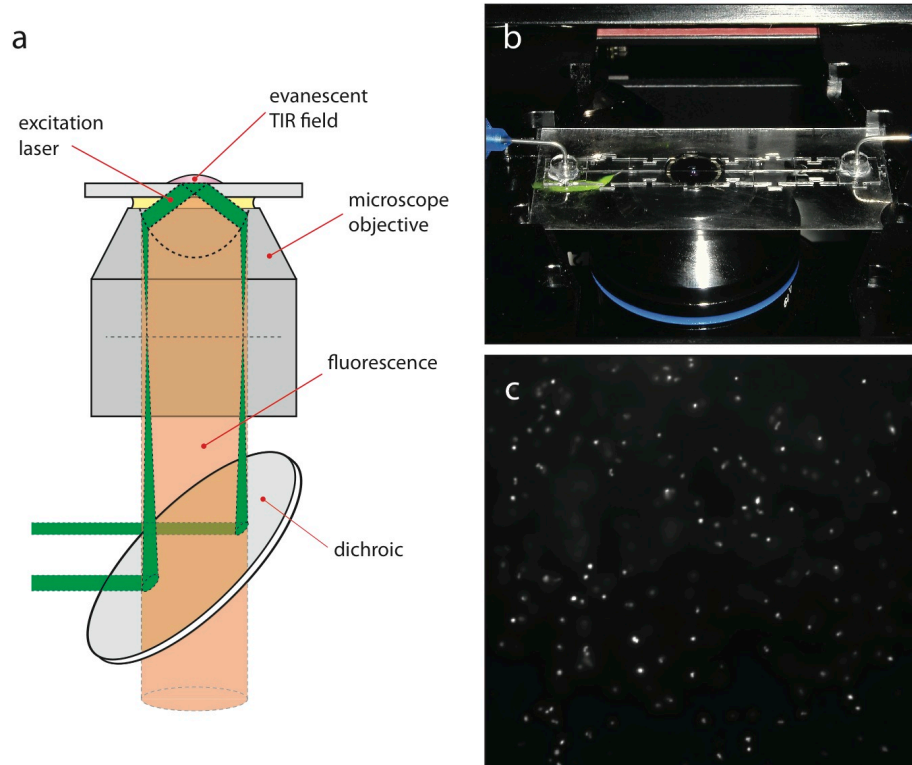 a
evanescent
TIR field
excitation
laser
microscope
objective
fluorescence
dichroic
b
c